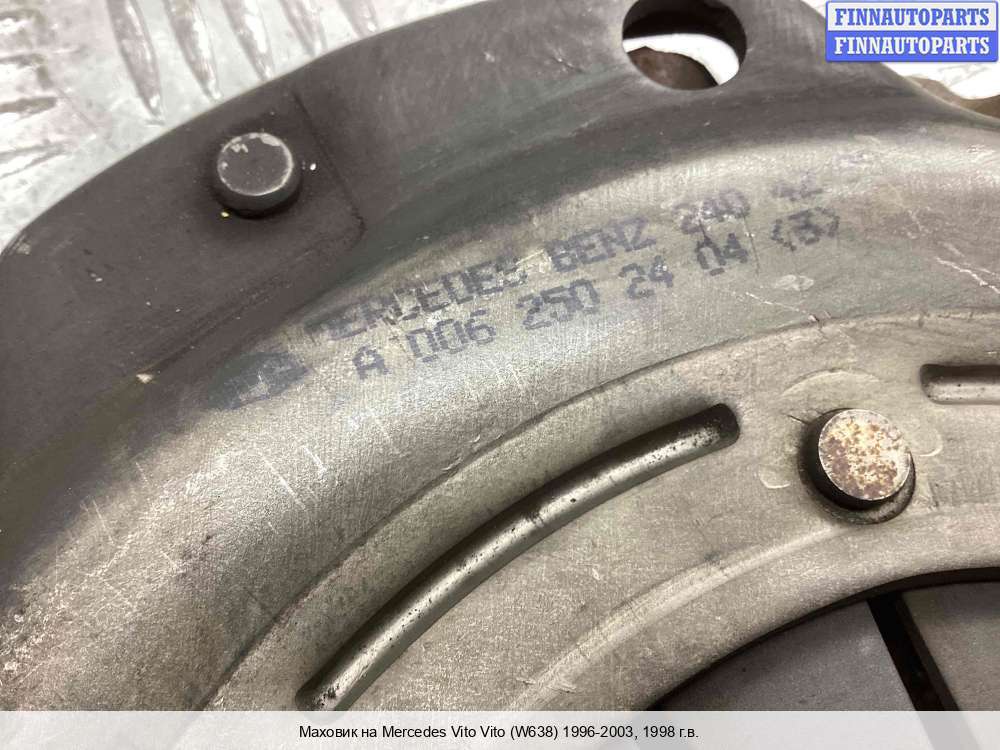 FINNAUTOPARTS
FINNAUTOPARTS
MERCEDES BENZ 240 42
A 006 250 24 04 (3)
Маховик на Mercedes Vito Vito (W638) 1996-2003, 1998 г.в.